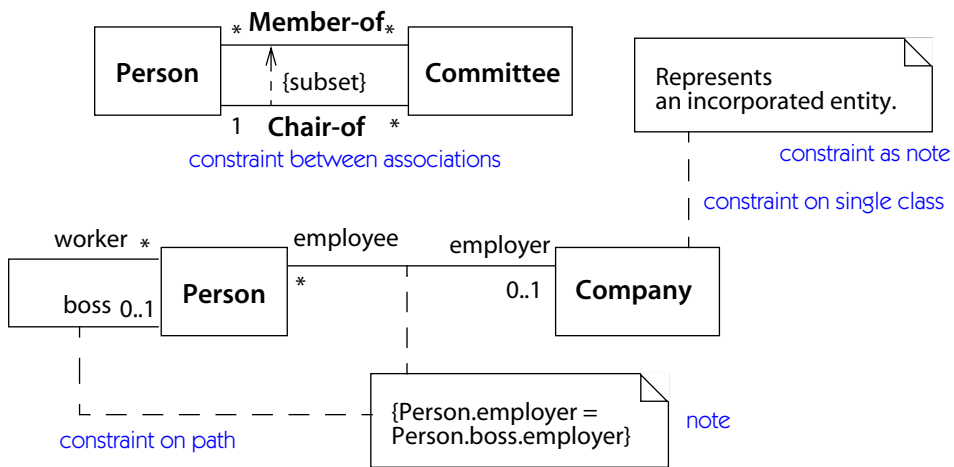 * Member-of *
Person
{subset}
Committee
1 Chair-of *
constraint between associations
Represents
an incorporated entity.
constraint as note
constraint on single class
worker *
employee
employer
boss 0..1
Person
*
0..1
Company
{Person.employer =
Person.boss.employer}
note
constraint on path